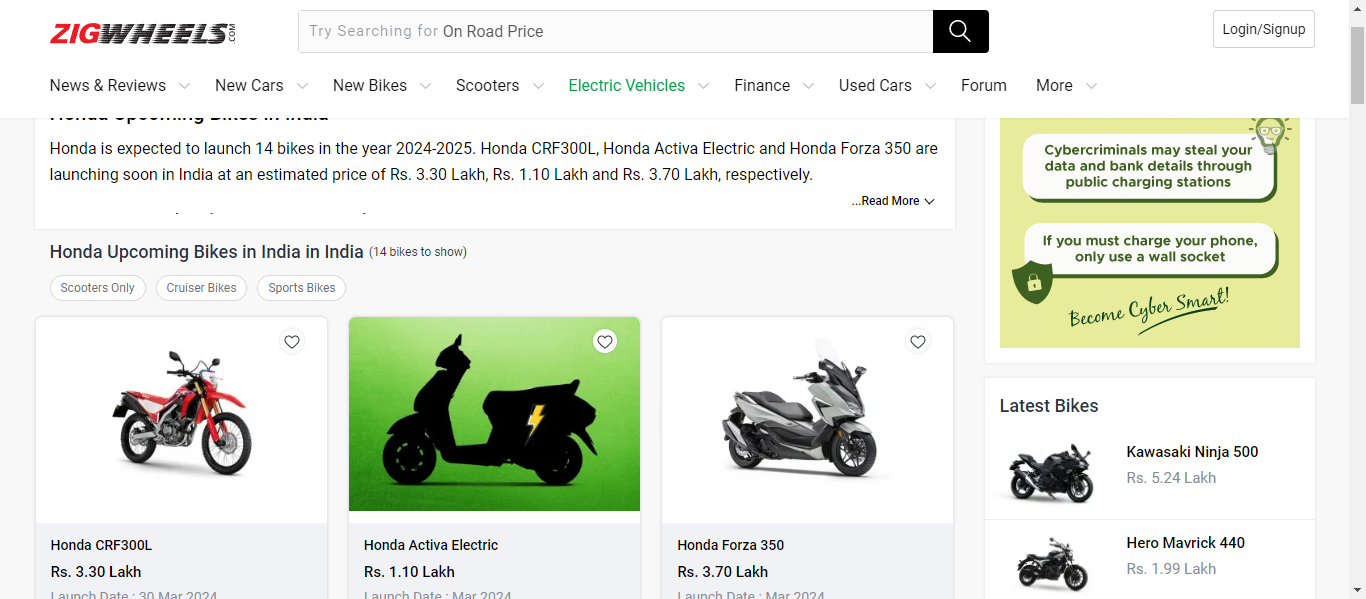 ZIGWHEELS.COM
Try Searching for On Road Price
Login/Signup
News & Reviews
New Cars
New Bikes
Scooters
Electric Vehicles
Finance
Used Cars
Forum
More
Honda Upcoming Bikes in India
Honda is expected to launch 14 bikes in the year 2024-2025. Honda CRF300L, Honda Activa Electric and Honda Forza 350 are
launching soon in India at an estimated price of Rs. 3.30 Lakh, Rs. 1.10 Lakh and Rs. 3.70 Lakh, respectively.
...Read More
Honda Upcoming Bikes in India in India (14 bikes to show)
Scooters Only
Cruiser Bikes
Sports Bikes
Honda CRF300L
Rs. 3.30 Lakh
Launch Date : 30 Mar 2024
Honda Activa Electric
Rs. 1.10 Lakh
Launch Date : Mar 2024
Honda Forza 350
Rs. 3.70 Lakh
Launch Date : Mar 2024
Cybercriminals may steal your
data and bank details through
public charging stations
If you must charge your phone,
only use a wall socket
Become Cyber Smart!
Latest Bikes
Kawasaki Ninja 500
Rs. 5.24 Lakh
Hero Mavrick 440
Rs. 1.99 Lakh